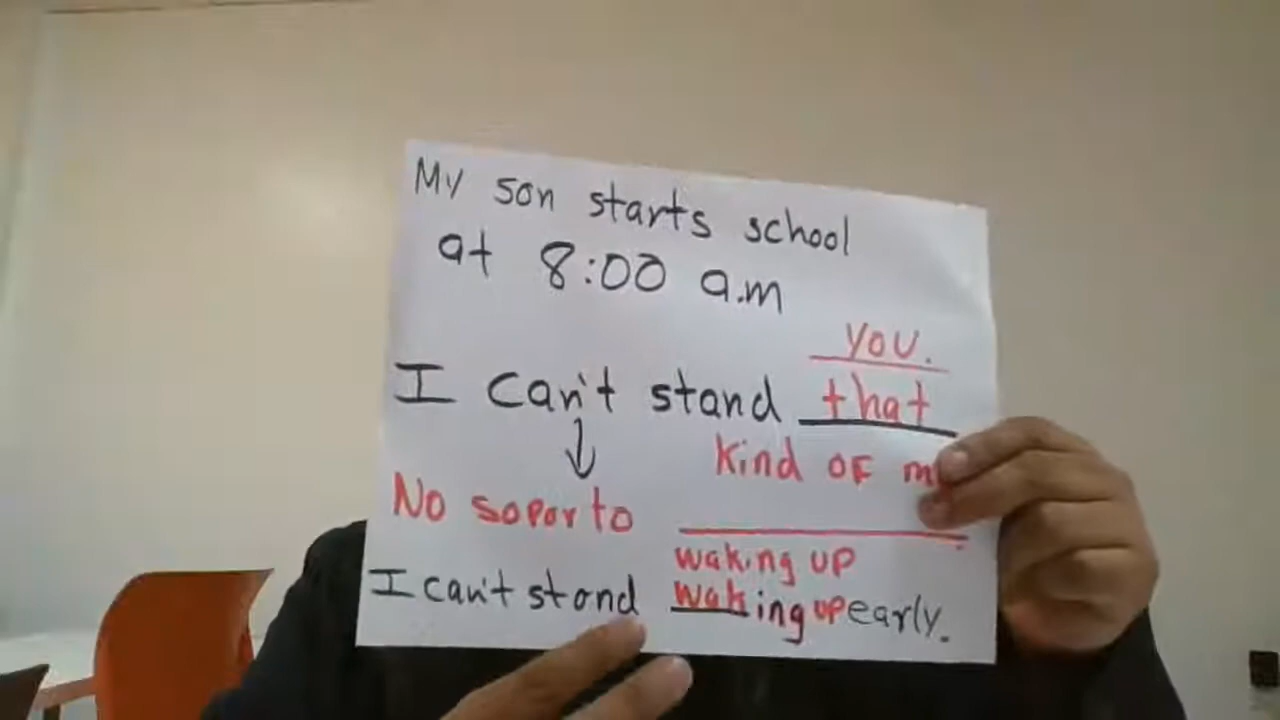 My son starts school
at 8:00 a.m
you.
I can't stand that
kind of
No soporto
waking up
I can't stand waking up early.